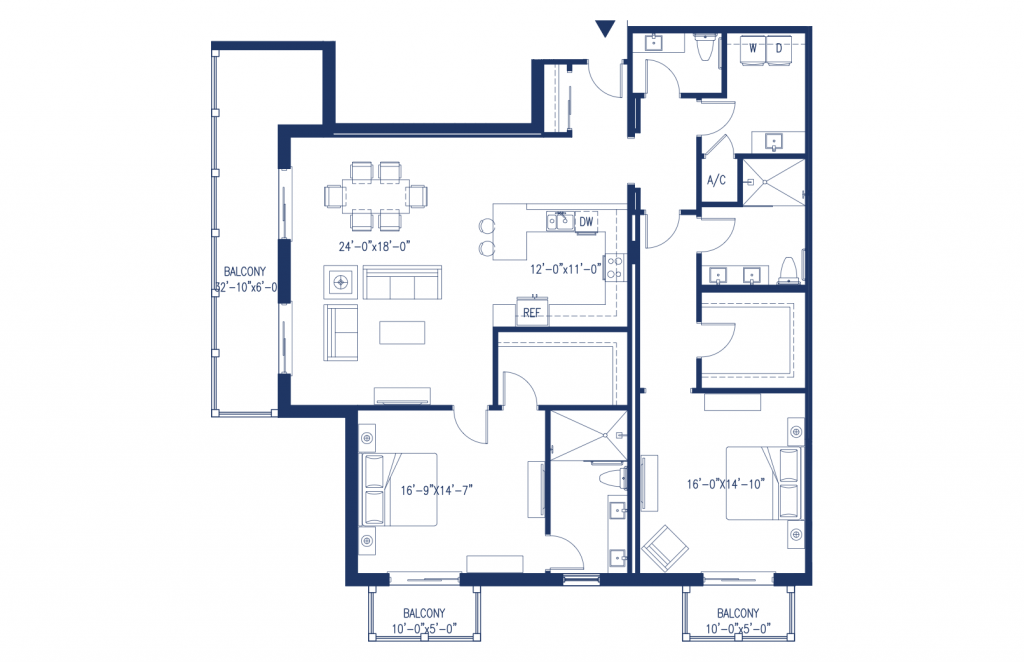 W D
A/C
DW
24'-0"x18'-0"
12'-0"x11'-0"
BALCONY
32'-10"x6'-0
REF
16'-9"X14'-7"
16'-0"X14'-10"
BALCONY
10'-0"x5'-0"
BALCONY
10'-0"x5'-0"